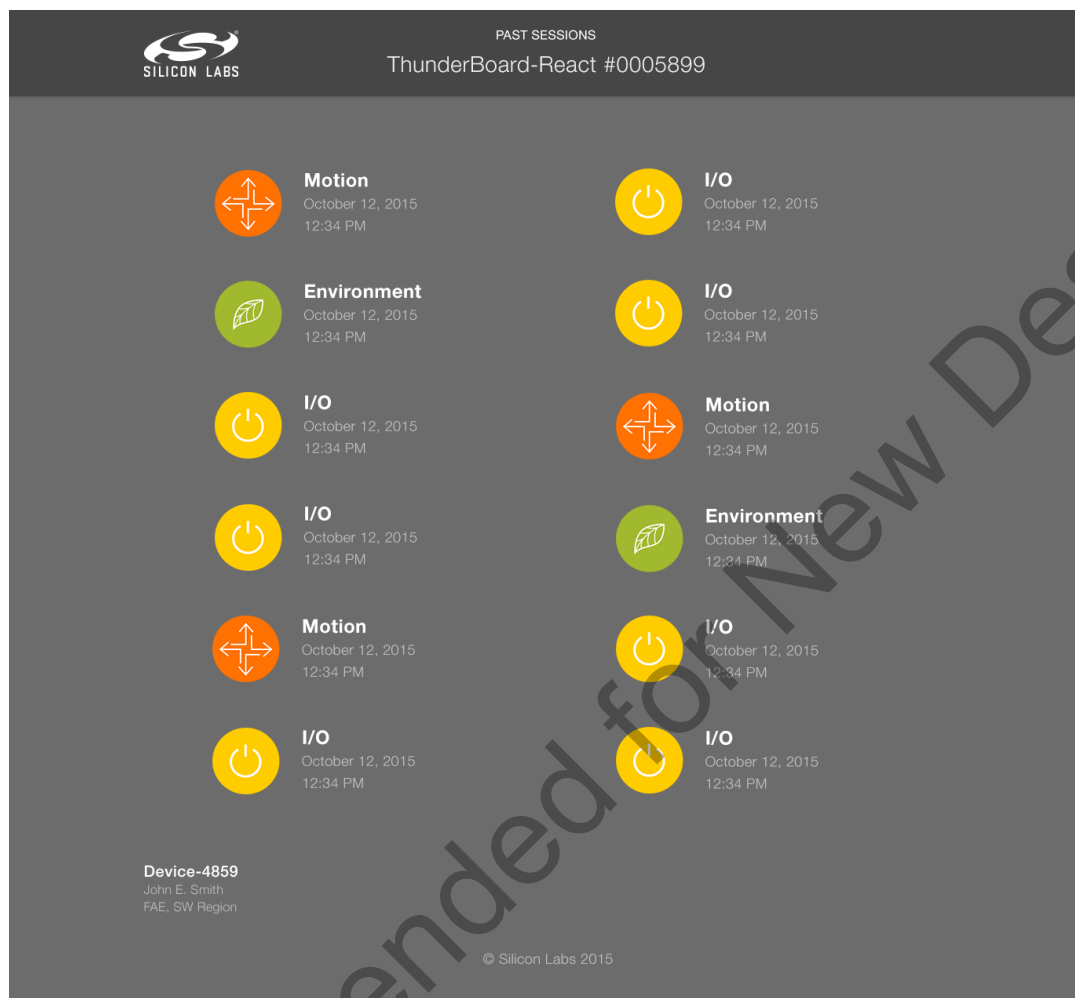 SILICON LABS
PAST SESSIONS
ThunderBoard-React #0005899
Motion
October 12, 2015
12:34 PM
I/O
October 12, 2015
12:34 PM
Environment
October 12, 2015
12:34 PM
I/O
October 12, 2015
12:34 PM
I/O
October 12, 2015
12:34 PM
Motion
October 12, 2015
12:34 PM
I/O
October 12, 2015
12:34 PM
Environment
October 12, 2015
12:34 PM
Motion
October 12, 2015
12:34 PM
I/O
October 12, 2015
12:34 PM
I/O
October 12, 2015
12:34 PM
I/O
October 12, 2015
12:34 PM
Device-4859
John E. Smith
FAE, SW Region
© Silicon Labs 2015
for New